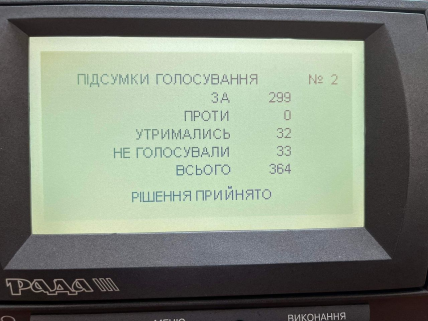 ПІДСУМКИ ГОЛОСУВАННЯ № 2
ЗА 299
ПРОТИ 0
УТРИМАЛИСЬ 32
НЕ ГОЛОСУВАЛИ 33
ВСЬОГО 364
РІШЕННЯ ПРИЙНЯТО
РАДА III
МЕНЮ ВИКОНАННЯ